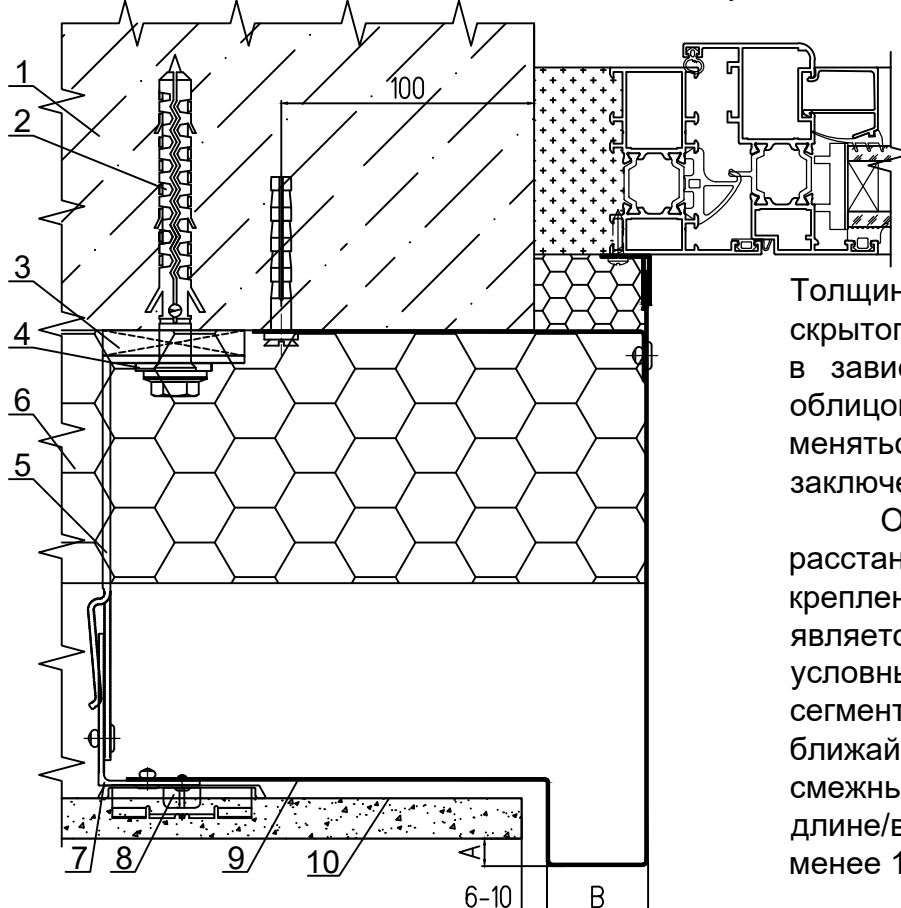 1
2
3
4
6
5
100
7
8
9
10
A
6-10
B
Толщин
скрытог
в завис
облицов
менятьс
заключе
О
расстан
креплен
являетс
условны
сегмент
ближай
смежны
длине/в
менее 1